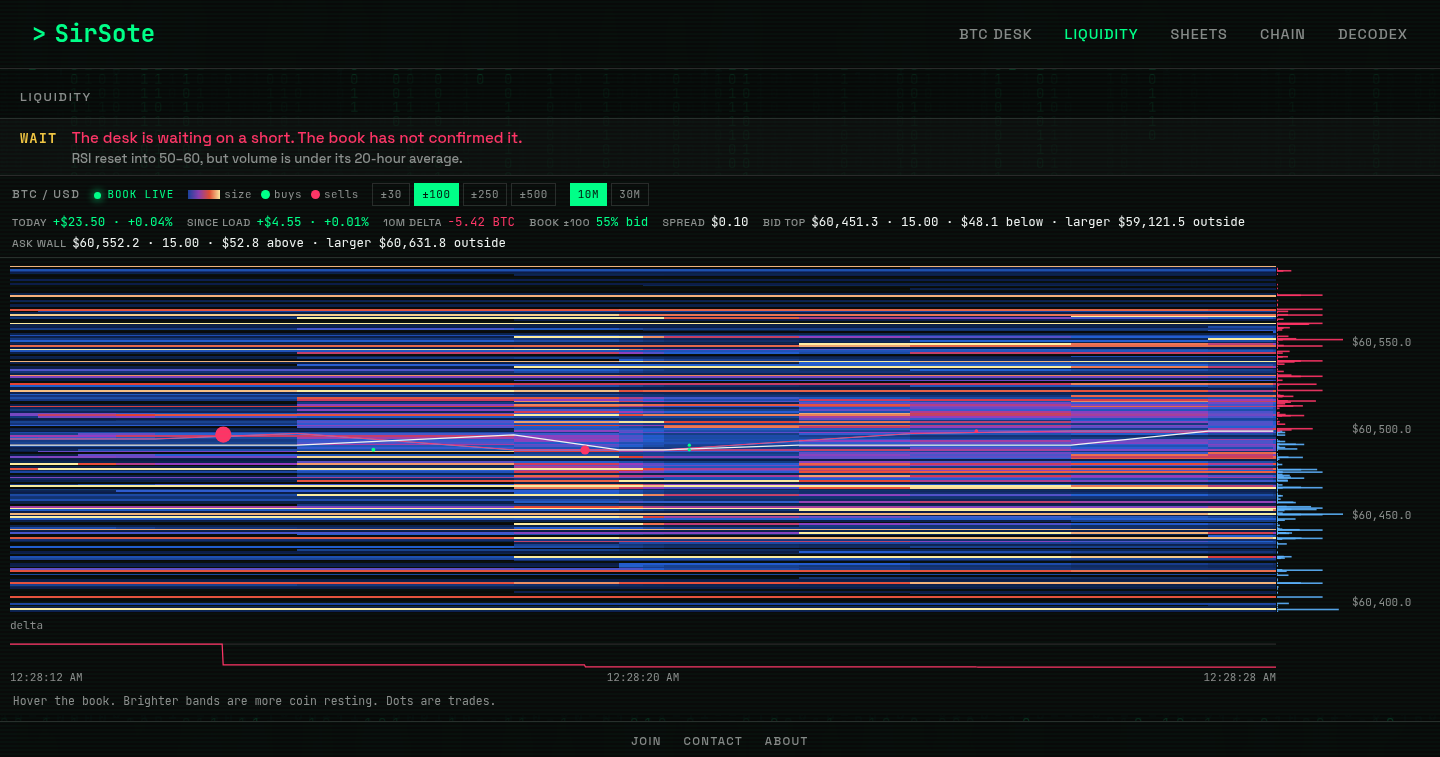 > SirSote
BTC DESK LIQUIDITY SHEETS CHAIN DECODEX
LIQUIDITY
WAIT The desk is waiting on a short. The book has not confirmed it.
RSI reset into 50–60, but volume is under its 20-hour average.
BTC / USD BOOK LIVE size buys sells ±30 ±100 ±250 ±500 10M 30M
TODAY +$23.50 · +0.04% SINCE LOAD +$4.55 · +0.01% 10M DELTA -5.42 BTC BOOK ±100 55% bid SPREAD $0.10 BID TOP $60,451.3 · 15.00 · $48.1 below · larger $59,121.5 outside
ASK WALL $60,552.2 · 15.00 · $52.8 above · larger $60,631.8 outside
$60,550.0
$60,500.0
$60,450.0
$60,400.0
delta
12:28:12 AM 12:28:20 AM 12:28:28 AM
Hover the book. Brighter bands are more coin resting. Dots are trades.
JOIN CONTACT ABOUT